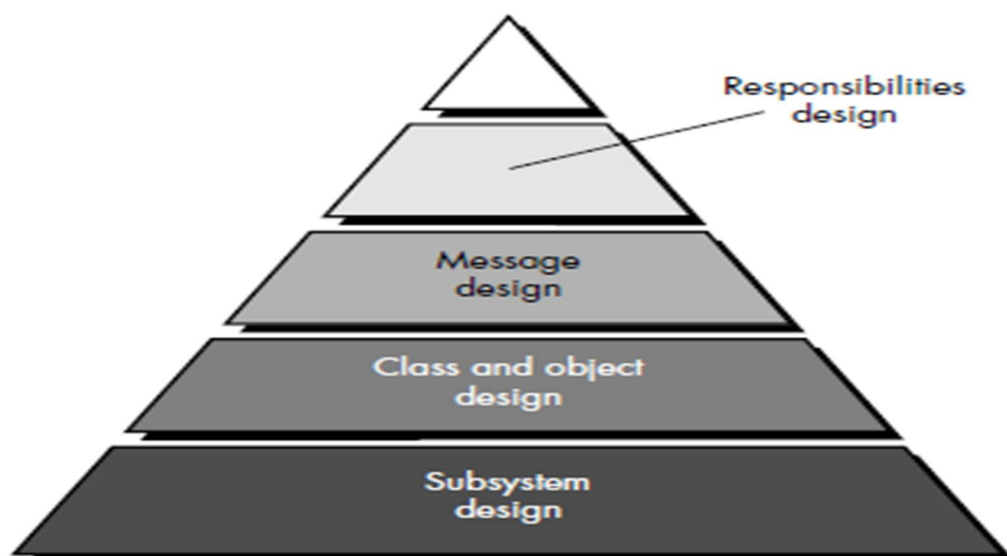 Responsibilities
design
Message
design
Class and object
design
Subsystem
design